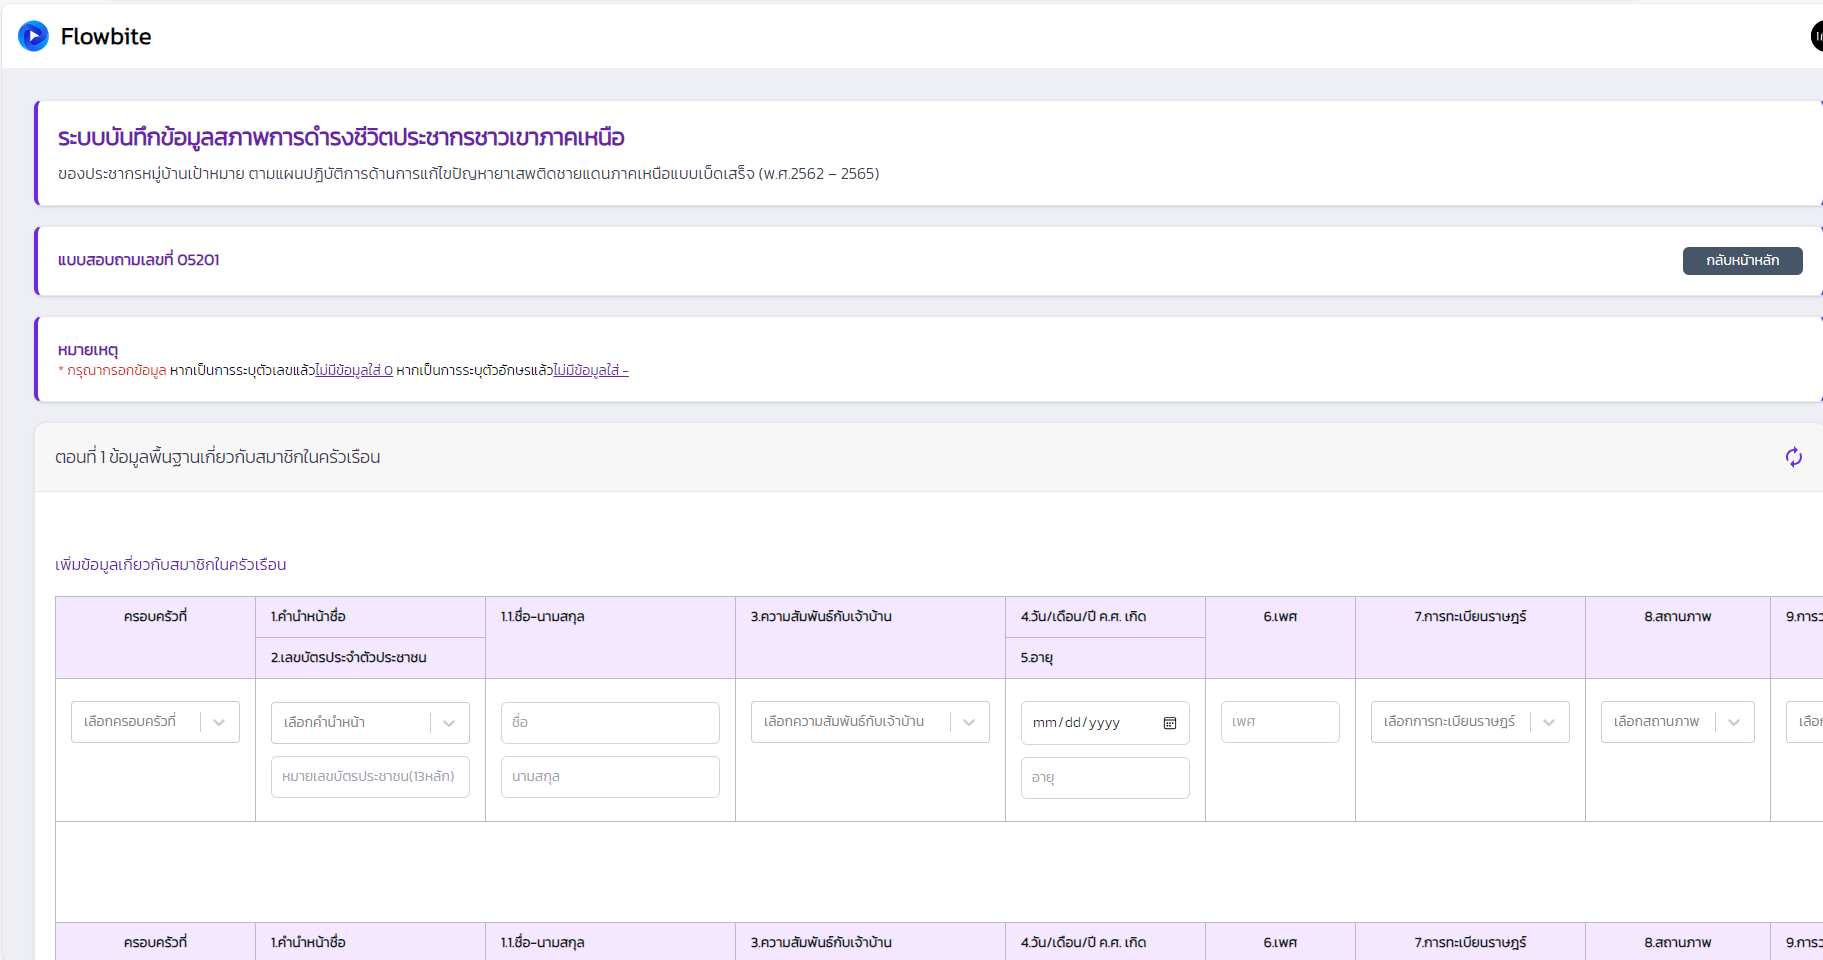 Flowbite
ระบบบันทึกข้อมูลสภาพการดำรงชีวิตประชากรชาวเขาภาคเหนือ
ของประชากรหมู่บ้านเป้าหมาย ตามแผนปฏิบัติการด้านการแก้ไขปัญหายาเสพติดชายแดนภาคเหนือแบบเบ็ดเสร็จ (พ.ศ.2562 – 2565)
แบบสอบถามเลขที่ 05201
กลับหน้าหลัก
หมายเหตุ
* กรุณากรอกข้อมูล หากเป็นการระบุตัวเลขแล้วไม่มีข้อมูลใส่ 0 หากเป็นการระบุตัวอักษรแล้วไม่มีข้อมูลใส่ -
ตอนที่ 1 ข้อมูลพื้นฐานเกี่ยวกับสมาชิกในครัวเรือน
เพิ่มข้อมูลเกี่ยวกับสมาชิกในครัวเรือน
ครอบครัวที่ 1.คำนำหน้าชื่อ 1.1.ชื่อ-นามสกุล 3.ความสัมพันธ์กับเจ้าบ้าน 4.วัน/เดือน/ปี ค.ศ. เกิด 6.เพศ 7.การทะเบียนราษฎร์ 8.สถานภาพ
2.เลขบัตรประจำตัวประชาชน 5.อายุ
เลือกครอบครัวที่ เลือกคำนำหน้า ชื่อ เลือกความสัมพันธ์กับเจ้าบ้าน mm/dd/yyyy เพศ เลือกการทะเบียนราษฎร์ เลือกสถานภาพ
หมายเลขบัตรประชาชน(13หลัก) นามสกุล อายุ
ครอบครัวที่ 1.คำนำหน้าชื่อ 1.1.ชื่อ-นามสกุล 3.ความสัมพันธ์กับเจ้าบ้าน 4.วัน/เดือน/ปี ค.ศ. เกิด 6.เพศ 7.การทะเบียนราษฎร์ 8.สถานภาพ